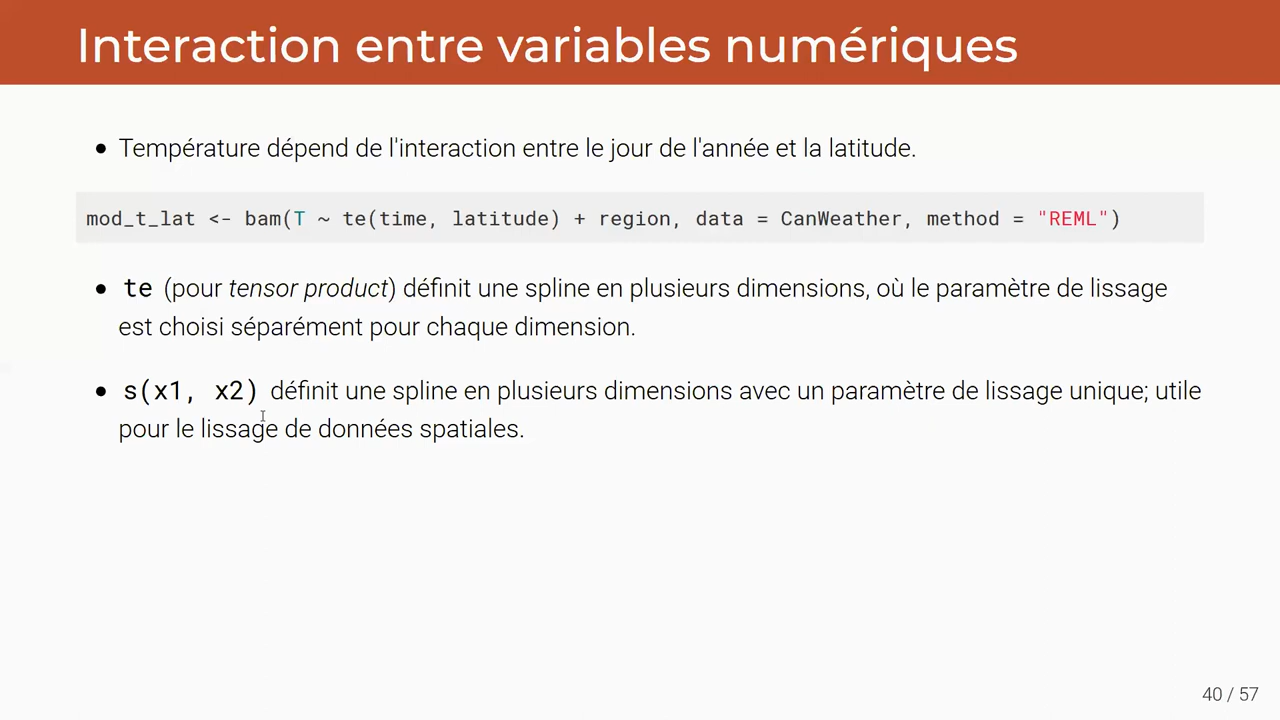 Interaction entre variables numériques
• Température dépend de l'interaction entre le jour de l'année et la latitude.
mod_t_lat <- bam(T ~ te(time, latitude) + region, data = CanWeather, method = "REML")
• te (pour tensor product) définit une spline en plusieurs dimensions, où le paramètre de lissage
est choisi séparément pour chaque dimension.
• s(x1, x2) définit une spline en plusieurs dimensions avec un paramètre de lissage unique; utile
pour le lissage de données spatiales.
40 / 57